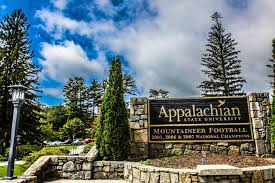 Appalachian
STATE UNIVERSITY
MOUNTAINEER FOOTBALL
2005, 2006 & 2007 NATIONAL CHAMPIONS